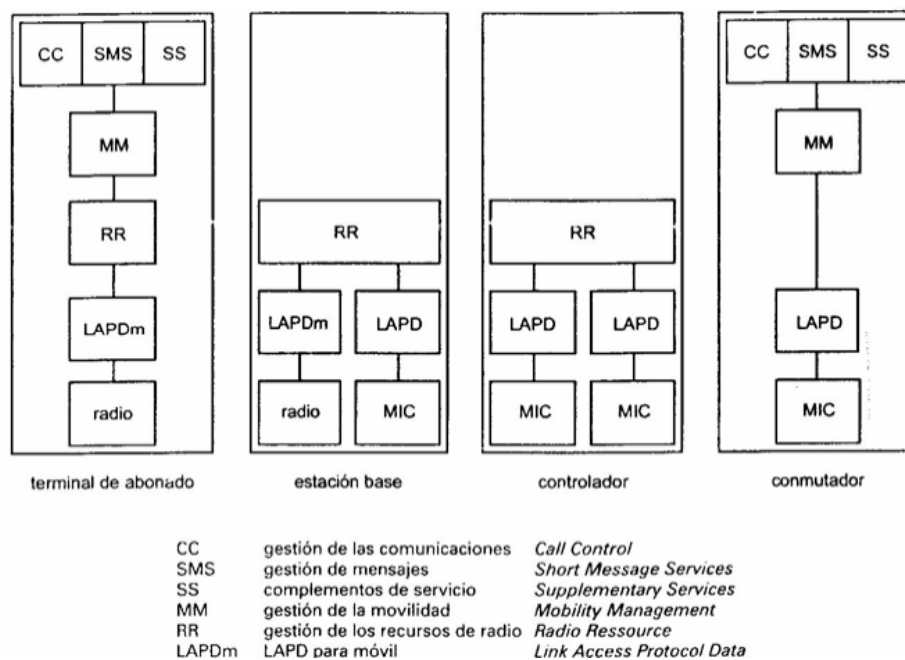 CC SMS SS CC SMS SS
MM MM
RR RR RR
LAPDm LAPDm LAPD LAPD LAPD LAPD
radio radio MIC MIC MIC MIC
terminal de abonado estación base controlador conmutador
CC gestión de las comunicaciones Call Control
SMS gestión de mensajes Short Message Services
SS complementos de servicio Supplementary Services
MM gestión de la movilidad Mobility Management
RR gestión de los recursos de radio Radio Ressource
LAPDm LAPD para móvil Link Access Protocol Data